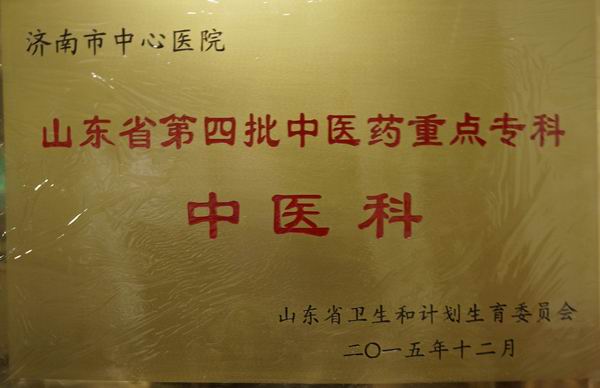 济南市中心医院
山东省第四批中医药重点专科
中医科
山东省卫生和计划生育委员会
二〇一五年十二月